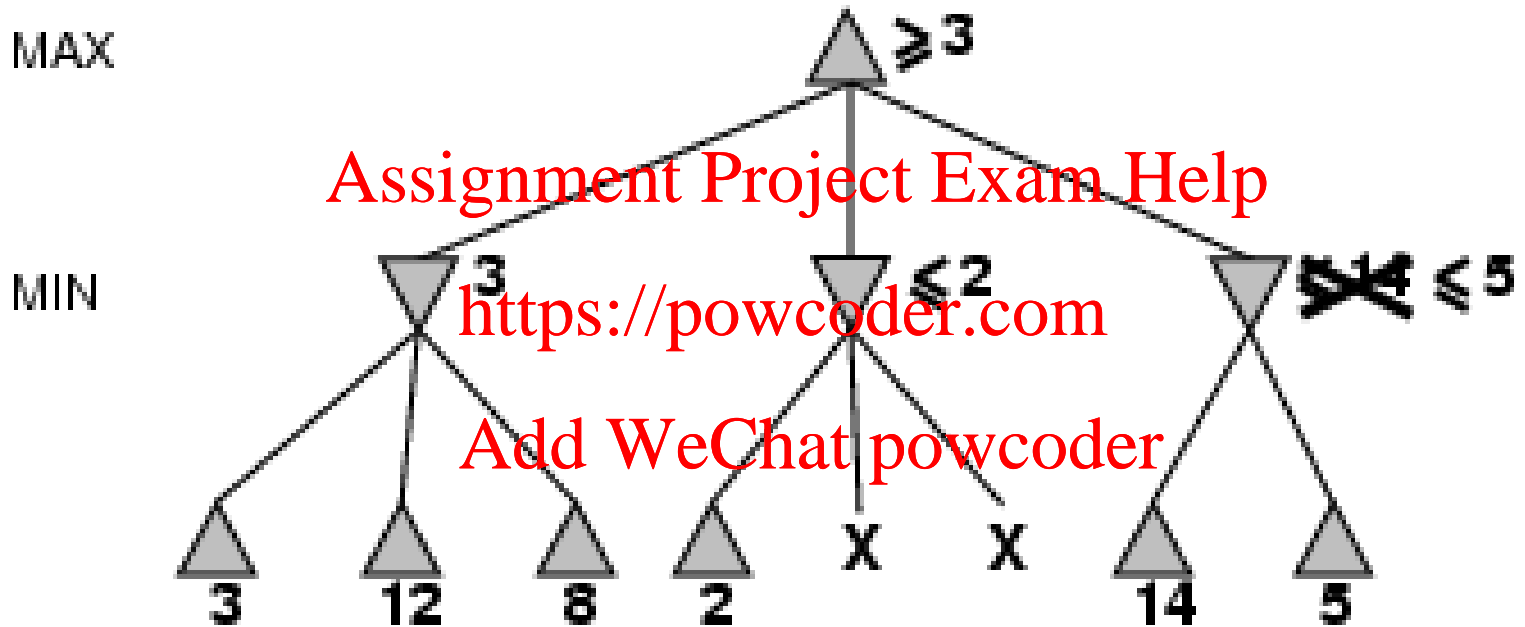 MAX ⩾3
Assignment Project Exam Help
MIN 3 ⩽2 ⩽14 ⩽5
https://powcoder.com
Add WeChat powcoder
X X
3 12 8 2 14 5